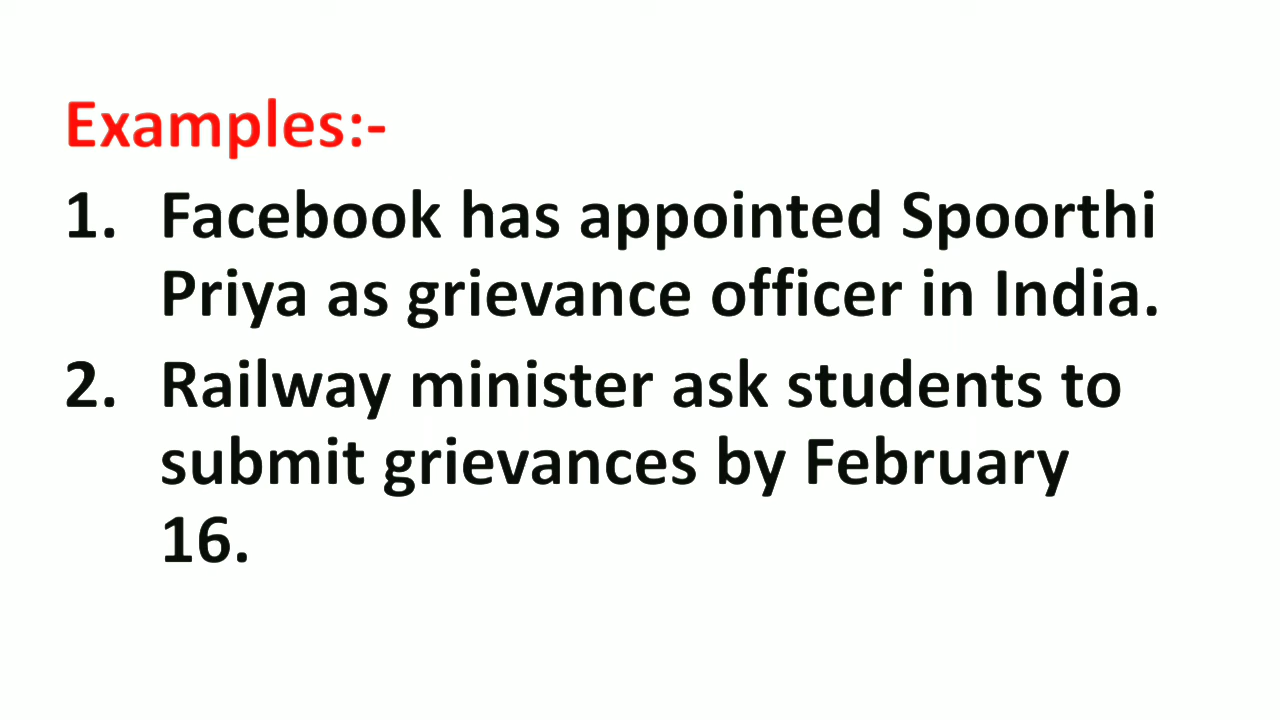 Examples:-
1. Facebook has appointed Spoorthi
Priya as grievance officer in India.
2. Railway minister ask students to
submit grievances by February
16.